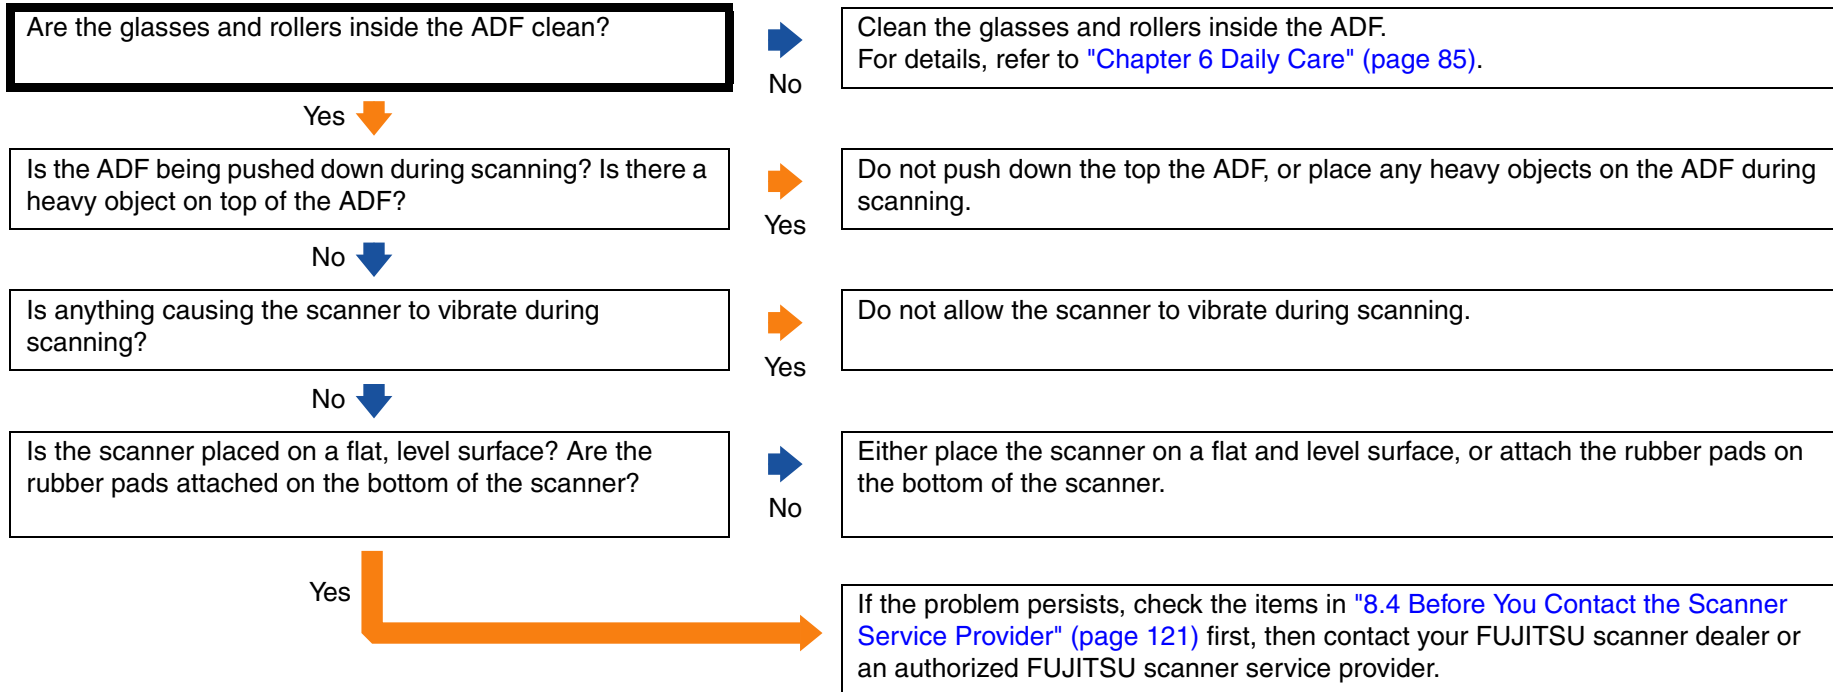 Are the glasses and rollers inside the ADF clean?
No
Clean the glasses and rollers inside the ADF.
For details, refer to "Chapter 6 Daily Care" (page 85).
Yes
Is the ADF being pushed down during scanning? Is there a
heavy object on top of the ADF?
Yes
Do not push down the top the ADF, or place any heavy objects on the ADF during
scanning.
No
Is anything causing the scanner to vibrate during
scanning?
Yes
Do not allow the scanner to vibrate during scanning.
No
Is the scanner placed on a flat, level surface? Are the
rubber pads attached on the bottom of the scanner?
No
Either place the scanner on a flat and level surface, or attach the rubber pads on
the bottom of the scanner.
Yes
If the problem persists, check the items in "8.4 Before You Contact the Scanner
Service Provider" (page 121) first, then contact your FUJITSU scanner dealer or
an authorized FUJITSU scanner service provider.